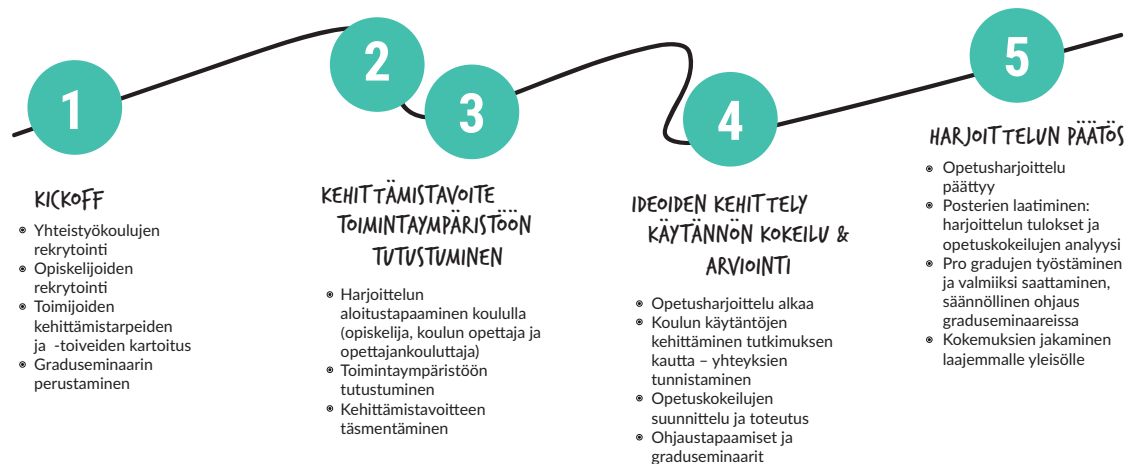 1
KICKOFF
Yhteistyökoulujen
rekrytointi
Opiskelijoiden
rekrytointi
Toimijoiden
kehittämistarpeiden
ja -toiveiden kartoitus
Graduseminaarin
perustaminen
2
3
KEHITTÄMISTAVOITE
TOIMINTAYMPÄRISTÖÖN
TUTUSTUMINEN
Harjoittelun
aloitustapaaminen koululla
(opiskelija, koulun opettaja ja
opettajankouluttaja)
Toimintaympäristöön
tutustuminen
Kehittämistavoitteen
täsmentäminen
4
IDEOIDEN KEHITTELY
KÄYTÄNNÖN KOKEILU &
ARVIOINTI
Opetusharjoittelu alkaa
Koulun käytäntöjen
kehittäminen tutkimuksen
kautta – yhteyksien
tunnistaminen
Opetuskokeilujen
suunnittelu ja toteutus
Ohjaustapaamiset ja
graduseminaarit
5
HARJOITTELUN PÄÄTÖS
Opetusharjoittelu
päättyy
Posterien laatiminen:
harjoittelun tulokset ja
opetuskokeilujen analyysi
Pro gradujen työstäminen
ja valmiiksi saattaminen,
säännöllinen ohjaus
graduseminaareissa
Kokemuksien jakaminen
laajemmalle yleisölle